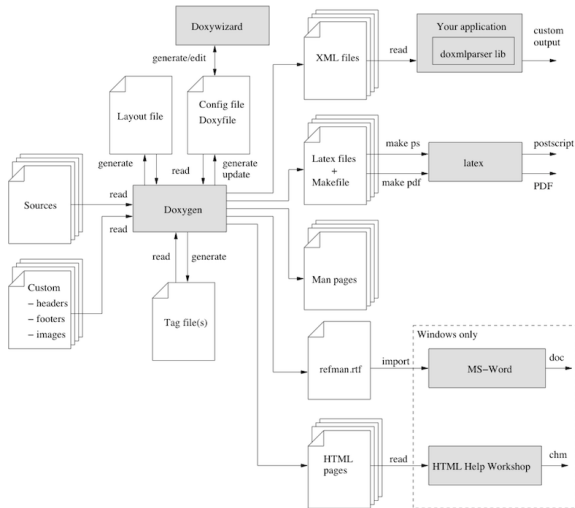 Doxywizard
generate/edit
Layout file
Config file
Doxyfile
generate
read
generate
update
Sources
read
Doxygen
read
Custom
– headers
– footers
– images
read
generate
Tag file(s)
XML files
read
Your application
doxmlparser lib
custom
output
Latex files
+
Makefile
make ps
make pdf
latex
postscript
PDF
Man pages
refman.rtf
import
Windows only
MS–Word
doc
HTML
pages
read
HTML Help Workshop
chm